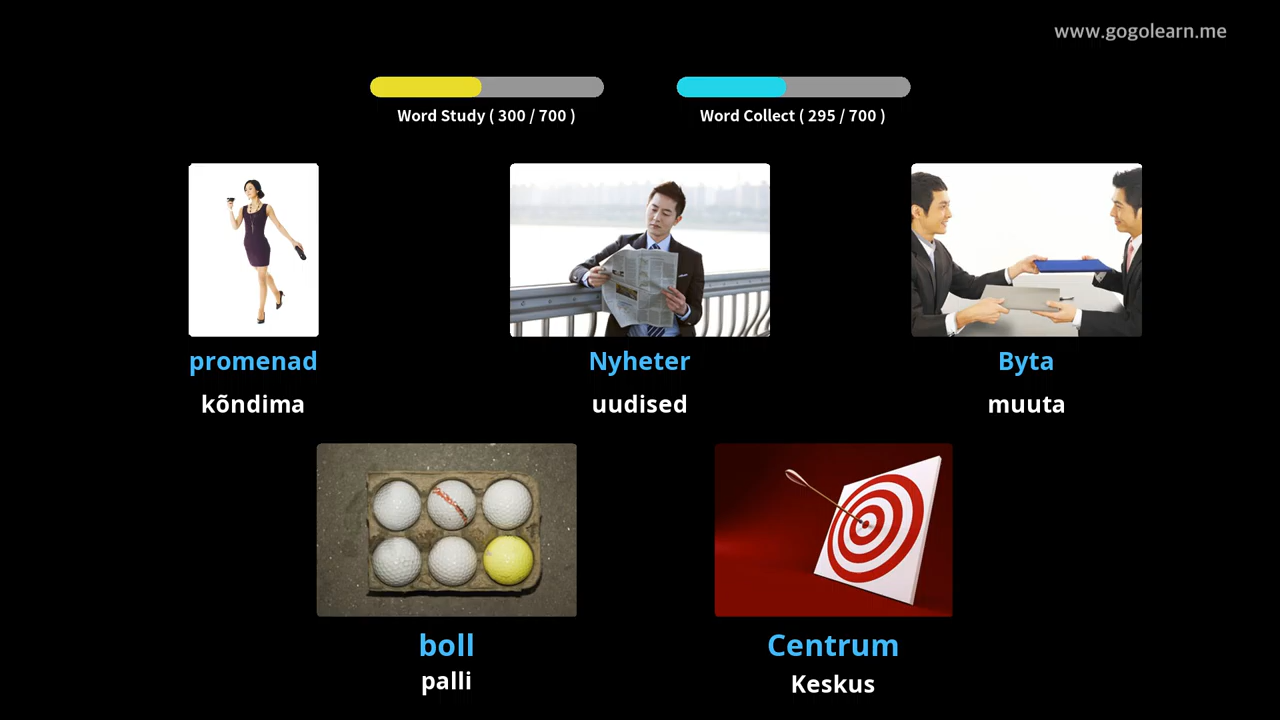 www.gogolearn.me
Word Study ( 300 / 700 )
Word Collect ( 295 / 700 )
promenad
kõndima
Nyheter
uudised
Byta
muuta
boll
palli
Centrum
Keskus